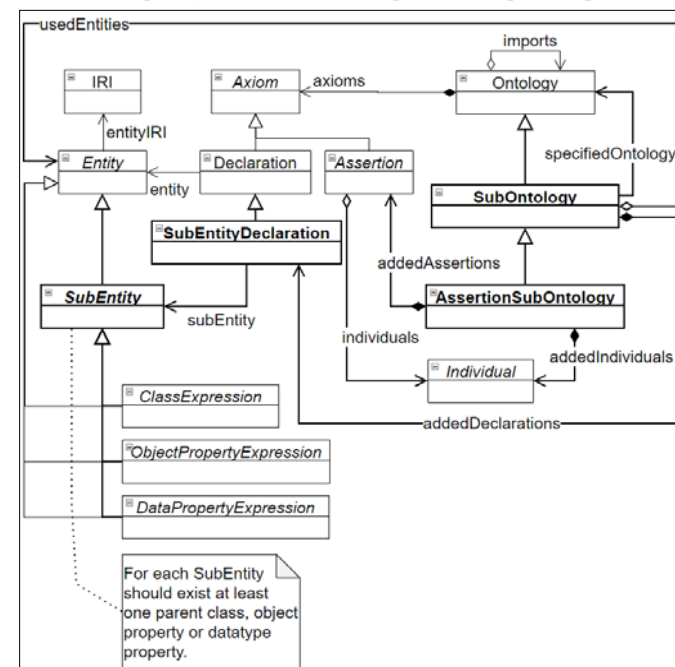 usedEntities
imports
IRI
Axiom
axioms
Ontology
entityIRI
specifiedOntology
Entity
Declaration
Assertion
entity
SubOntology
SubEntityDeclaration
addedAssertions
SubEntity
AssertionSubOntology
subEntity
individuals
addedIndividuals
Individual
ClassExpression
addedDeclarations
ObjectPropertyExpression
DataPropertyExpression
For each SubEntity
should exist at least
one parent class, object
property or datatype
property.